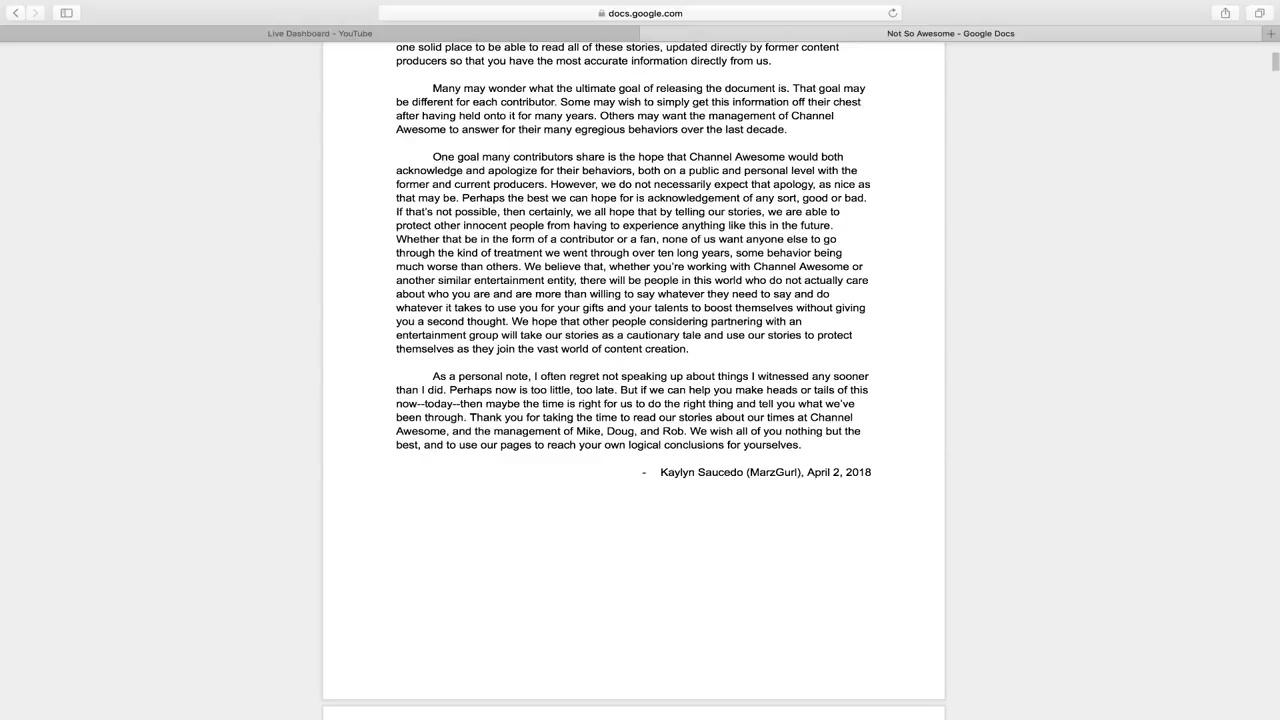 docs.google.com
Live Dashboard - YouTube
Not So Awesome - Google Docs
one solid place to be able to read all of these stories, updated directly by former content
producers so that you have the most accurate information directly from us.
Many may wonder what the ultimate goal of releasing the document is. That goal may
be different for each contributor. Some may wish to simply get this information off their chest
after having held onto it for many years. Others may want the management of Channel
Awesome to answer for their many egregious behaviors over the last decade.
One goal many contributors share is the hope that Channel Awesome would both
acknowledge and apologize for their behaviors, both on a public and personal level with the
former and current producers. However, we do not necessarily expect that apology, as nice as
that may be. Perhaps the best we can hope for is acknowledgement of any sort, good or bad.
If that's not possible, then certainly, we all hope that by telling our stories, we are able to
protect other innocent people from having to experience anything like this in the future.
Whether that be in the form of a contributor or a fan, none of us want anyone else to go
through the kind of treatment we went through over ten long years, some behavior being
much worse than others. We believe that, whether you're working with Channel Awesome or
another similar entertainment entity, there will be people in this world who do not actually care
about who you are and are more than willing to say whatever they need to say and do
whatever it takes to use you for your gifts and your talents to boost themselves without giving
you a second thought. We hope that other people considering partnering with an
entertainment group will take our stories as a cautionary tale and use our stories to protect
themselves as they join the vast world of content creation.
As a personal note, I often regret not speaking up about things I witnessed any sooner
than I did. Perhaps now is too little, too late. But if we can help you make heads or tails of this
now--today--then maybe the time is right for us to do the right thing and tell you what we've
been through. Thank you for taking the time to read our stories about our times at Channel
Awesome, and the management of Mike, Doug, and Rob. We wish all of you nothing but the
best, and to use our pages to reach your own logical conclusions for yourselves.
- Kaylyn Saucedo (MarzGurl), April 2, 2018